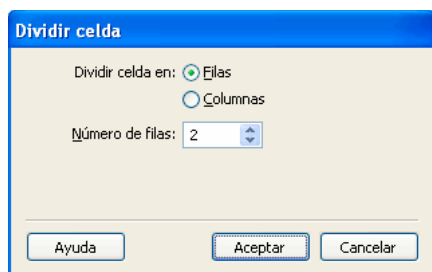 Dividir celda
Dividir celda en: Filas
Columnas
Número de filas: 2
Ayuda Aceptar Cancelar